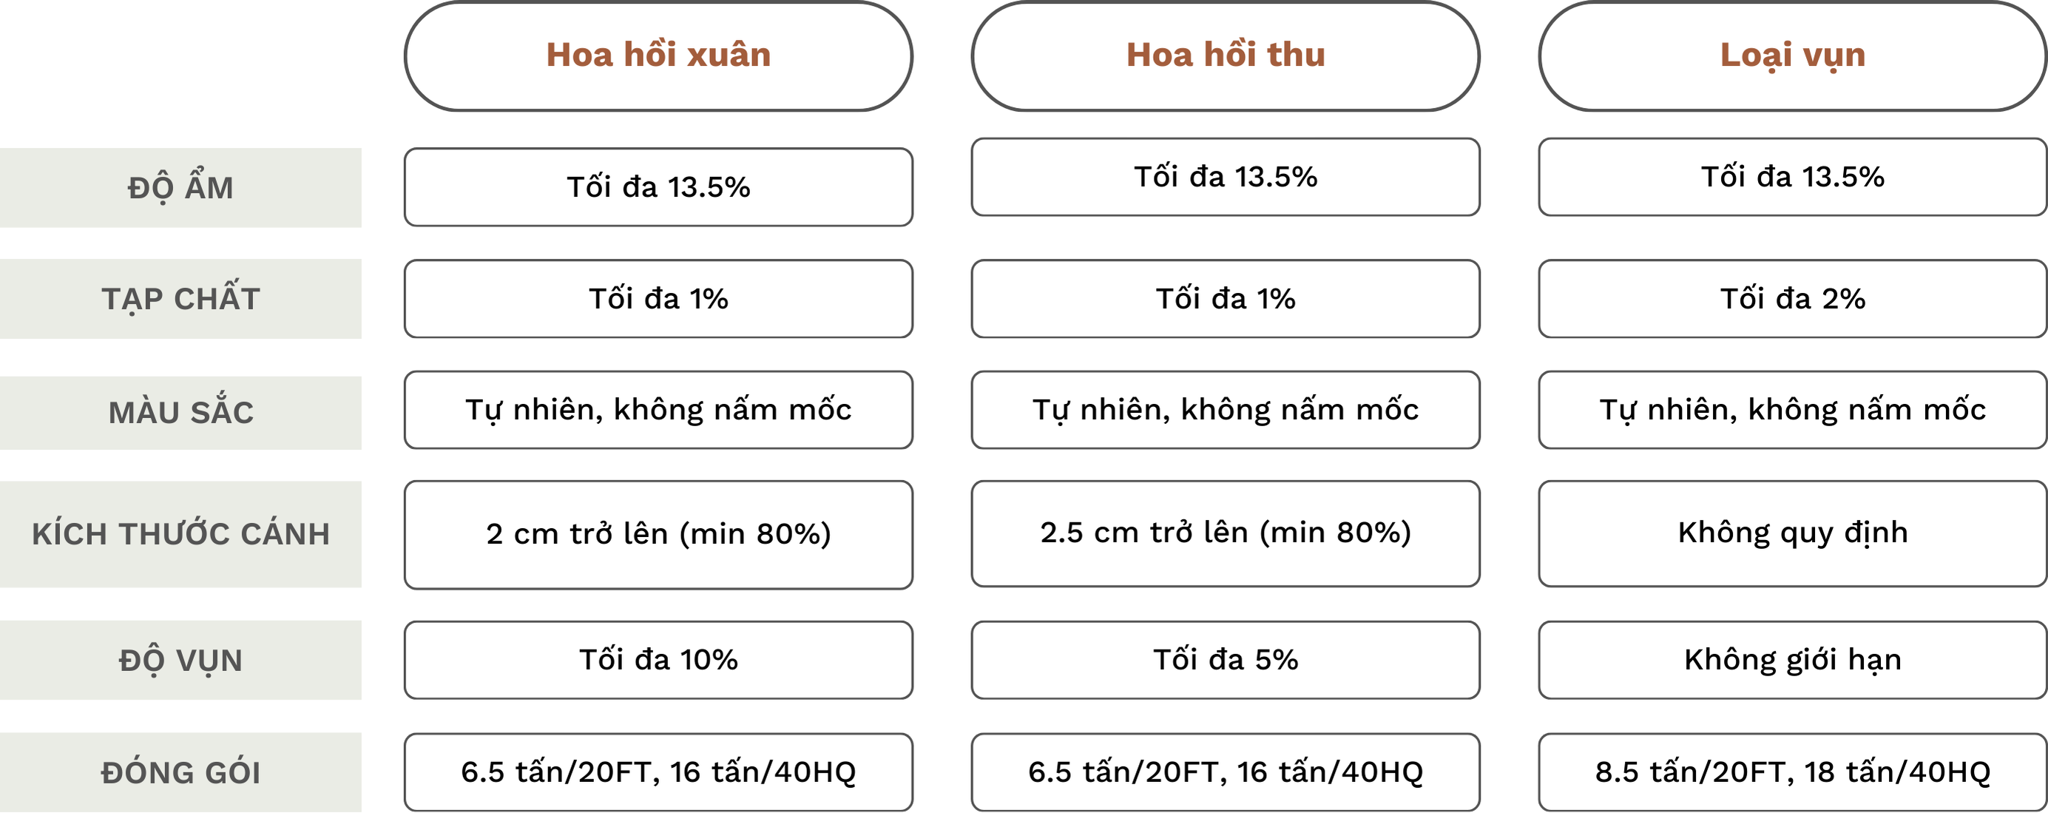 Hoa hồi xuân
Hoa hồi thu
Loại vụn
ĐỘ ẨM
Tối đa 13.5%
Tối đa 13.5%
Tối đa 13.5%
TẠP CHẤT
Tối đa 1%
Tối đa 1%
Tối đa 2%
MÀU SẮC
Tự nhiên, không nấm mốc
Tự nhiên, không nấm mốc
Tự nhiên, không nấm mốc
KÍCH THƯỚC CÁNH
2 cm trở lên (min 80%)
2.5 cm trở lên (min 80%)
Không quy định
ĐỘ VỤN
Tối đa 10%
Tối đa 5%
Không giới hạn
ĐÓNG GÓI
6.5 tấn/20FT, 16 tấn/40HQ
6.5 tấn/20FT, 16 tấn/40HQ
8.5 tấn/20FT, 18 tấn/40HQ